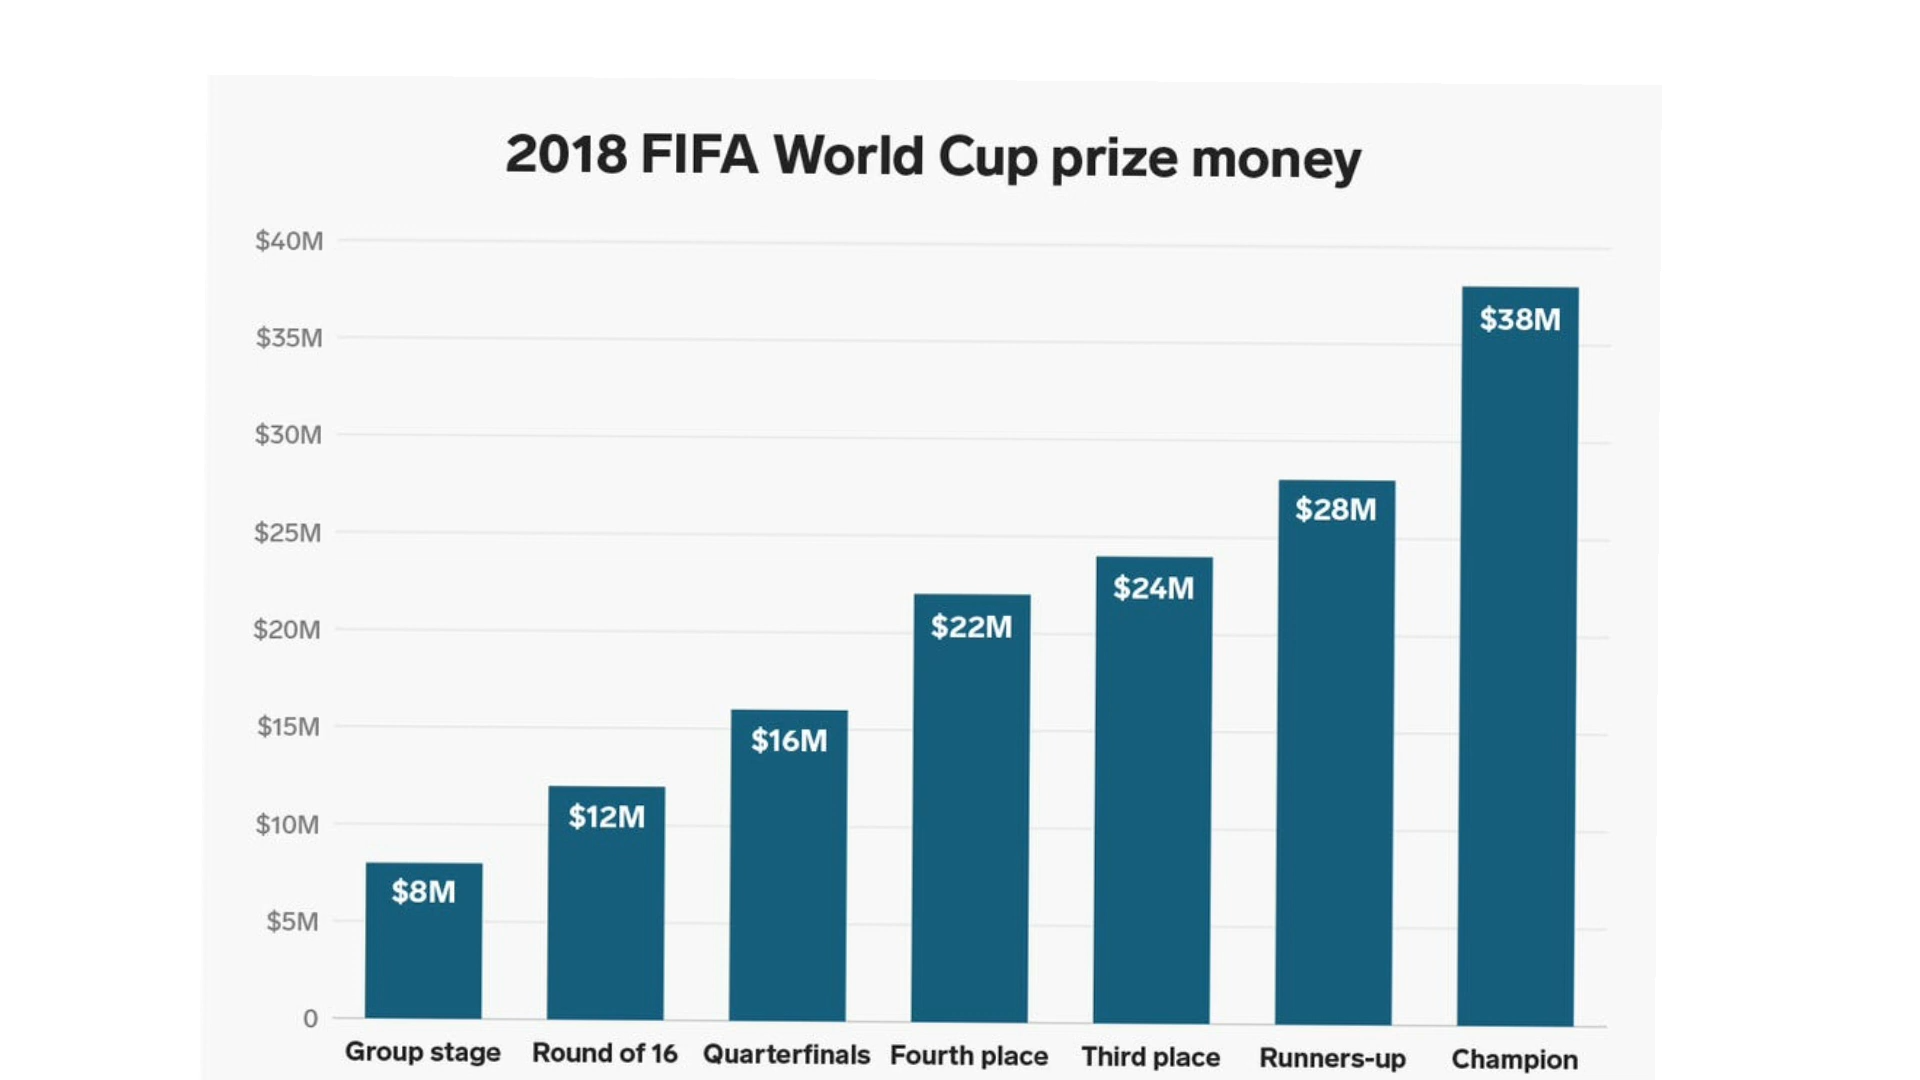 2018 FIFA World Cup prize money
$40M
$35M
$30M
$25M
$20M
$15M
$10M
$5M
0
$8M
$12M
$16M
$22M
$24M
$28M
$38M
Group stage
Round of 16
Quarterfinals
Fourth place
Third place
Runners-up
Champion